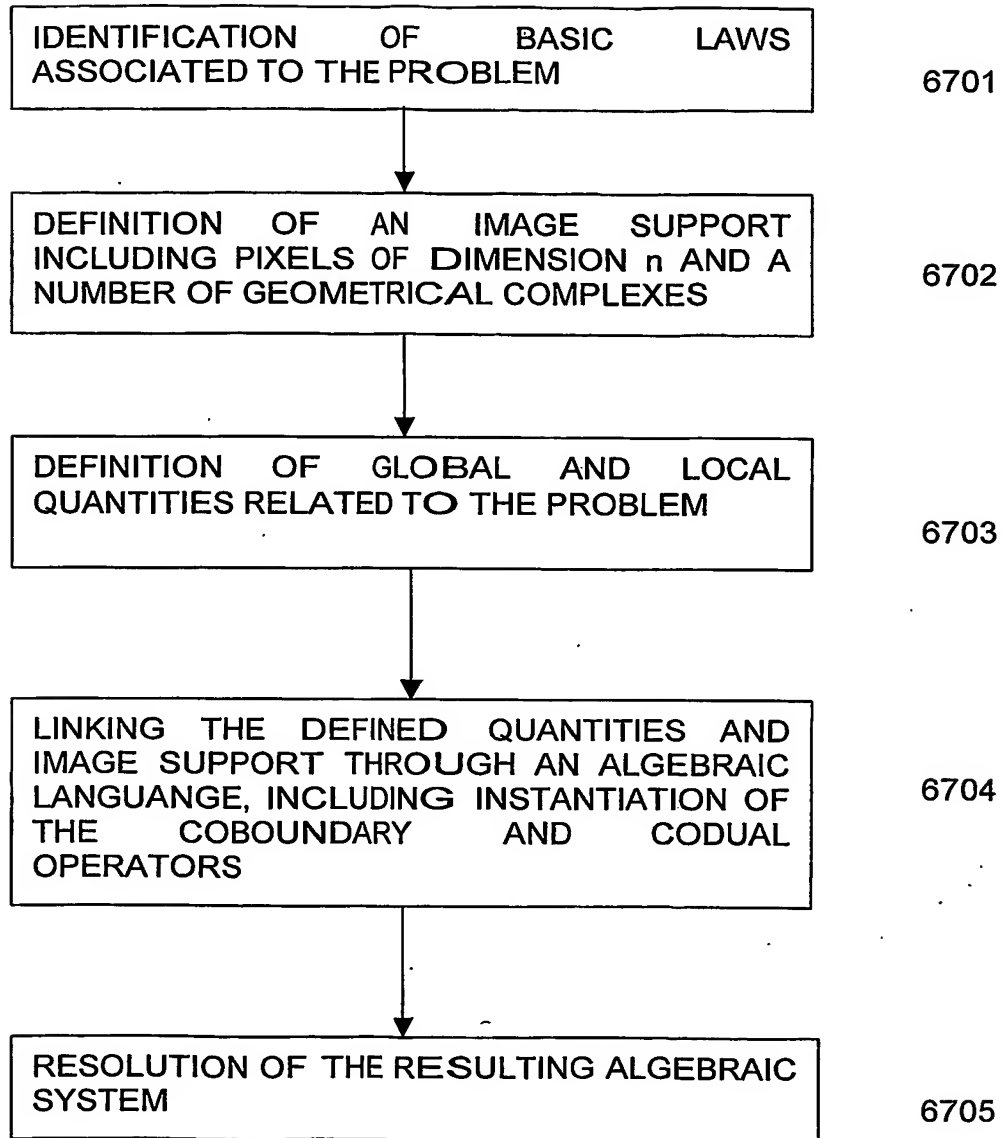 IDENTIFICATION OF BASIC LAWS
ASSOCIATED TO THE PROBLEM
6701
DEFINITION OF AN IMAGE SUPPORT
INCLUDING PIXELS OF DIMENSION n AND A
NUMBER OF GEOMETRICAL COMPLEXES
6702
DEFINITION OF GLOBAL AND LOCAL
QUANTITIES RELATED TO THE PROBLEM
6703
LINKING THE DEFINED QUANTITIES AND
IMAGE SUPPORT THROUGH AN ALGEBRAIC
LANGUANGE, INCLUDING INSTANTIATION OF
THE COBOUNDARY AND CODUAL
OPERATORS
6704
RESOLUTION OF THE RESULTING ALGEBRAIC
SYSTEM
6705